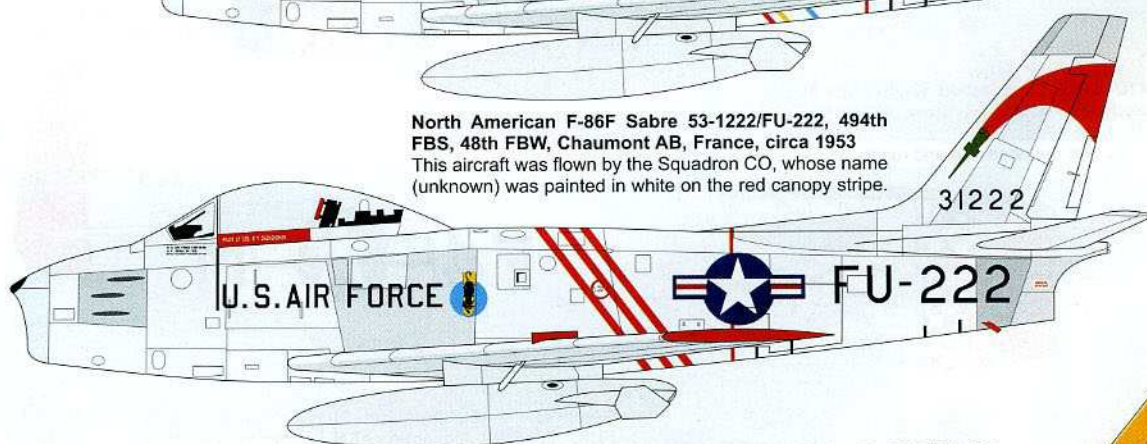 North American F-86F Sabre 53-1222/FU-222, 494th
FBS, 48th FBW, Chaumont AB, France, circa 1953
This aircraft was flown by the Squadron CO, whose name
(unknown) was painted in white on the red canopy stripe.
31222
U.S. AIR FORCE
FU-222